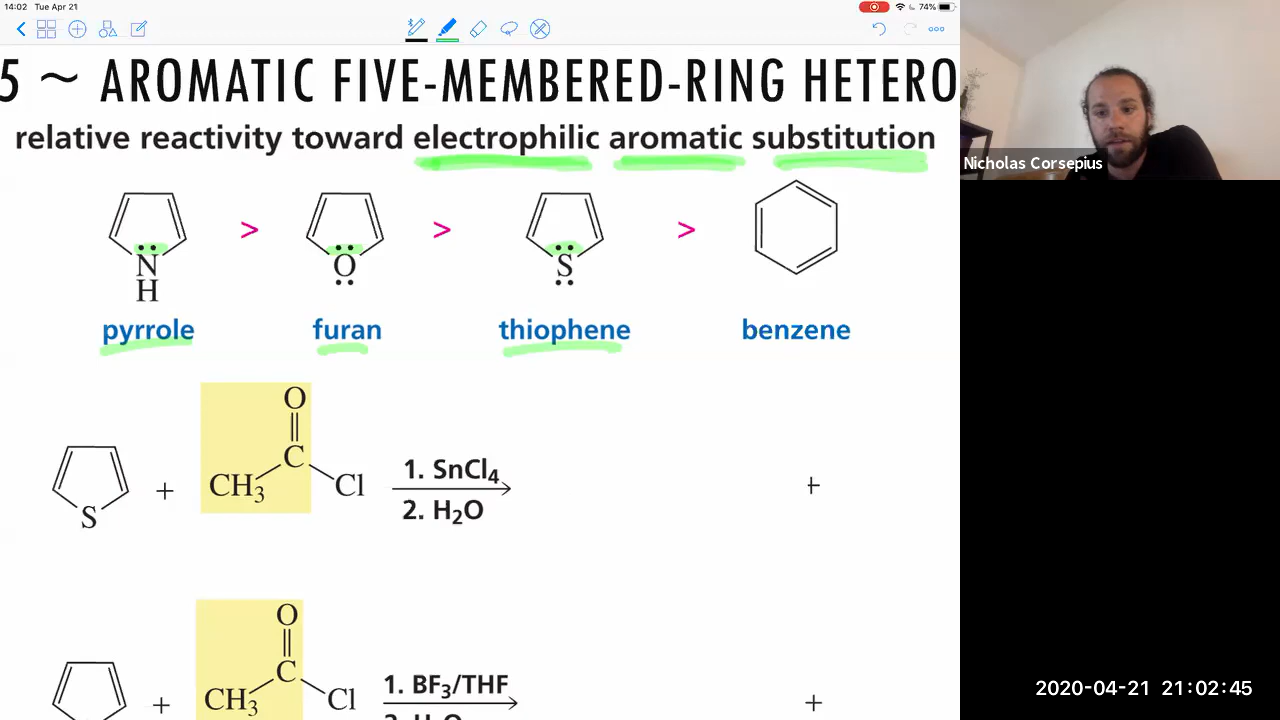 14:02 Tue Apr 21
74%
5 ~ AROMATIC FIVE-MEMBERED-RING HETERO
relative reactivity toward electrophilic aromatic substitution
> > >
N O S
H
pyrrole furan thiophene benzene
O
C
S + CH3 Cl 1. SnCl4 +
2. H2O
O
C
+ CH3 Cl 1. BF3/THF +
Nicholas Corsepius
2020-04-21 21:02:45